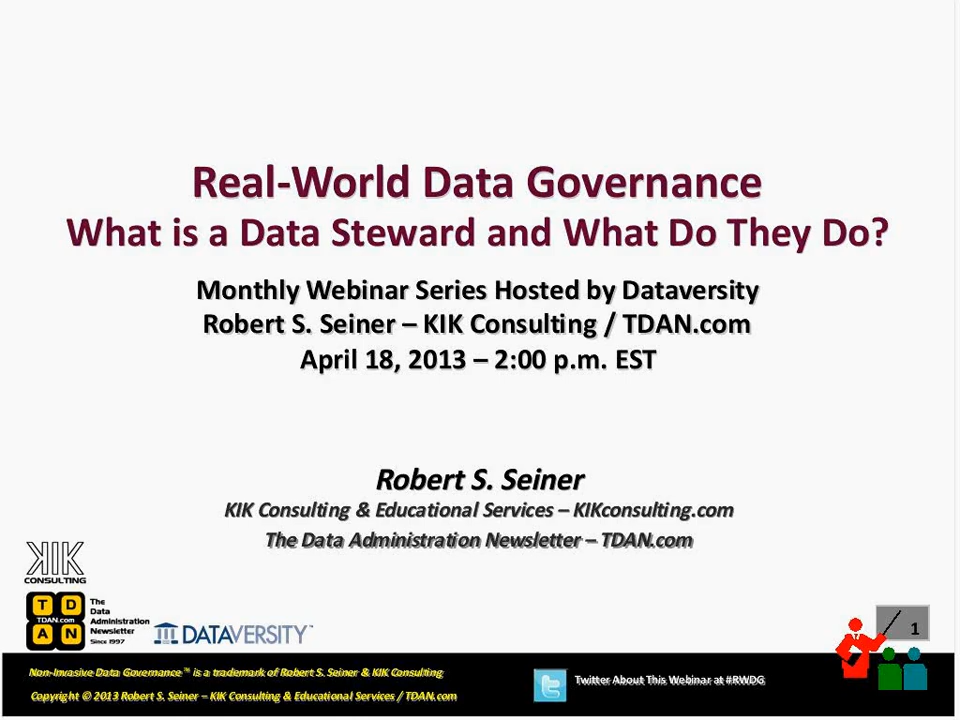 Real-World Data Governance
What is a Data Steward and What Do They Do?
Monthly Webinar Series Hosted by Dataversity
Robert S. Seiner – KIK Consulting / TDAN.com
April 18, 2013 – 2:00 p.m. EST
Robert S. Seiner
KIK Consulting & Educational Services – KIKconsulting.com
The Data Administration Newsletter – TDAN.com
KIK
CONSULTING
T D
TDAN.com
A N
The
Data
Administration
Newsletter
Since 1997
DATAVERSITY™
1
Non-Invasive Data Governance™ is a trademark of Robert S. Seiner & KIK Consulting
Copyright © 2013 Robert S. Seiner – KIK Consulting & Educational Services / TDAN.com
t
Twitter About This Webinar at #RWDG